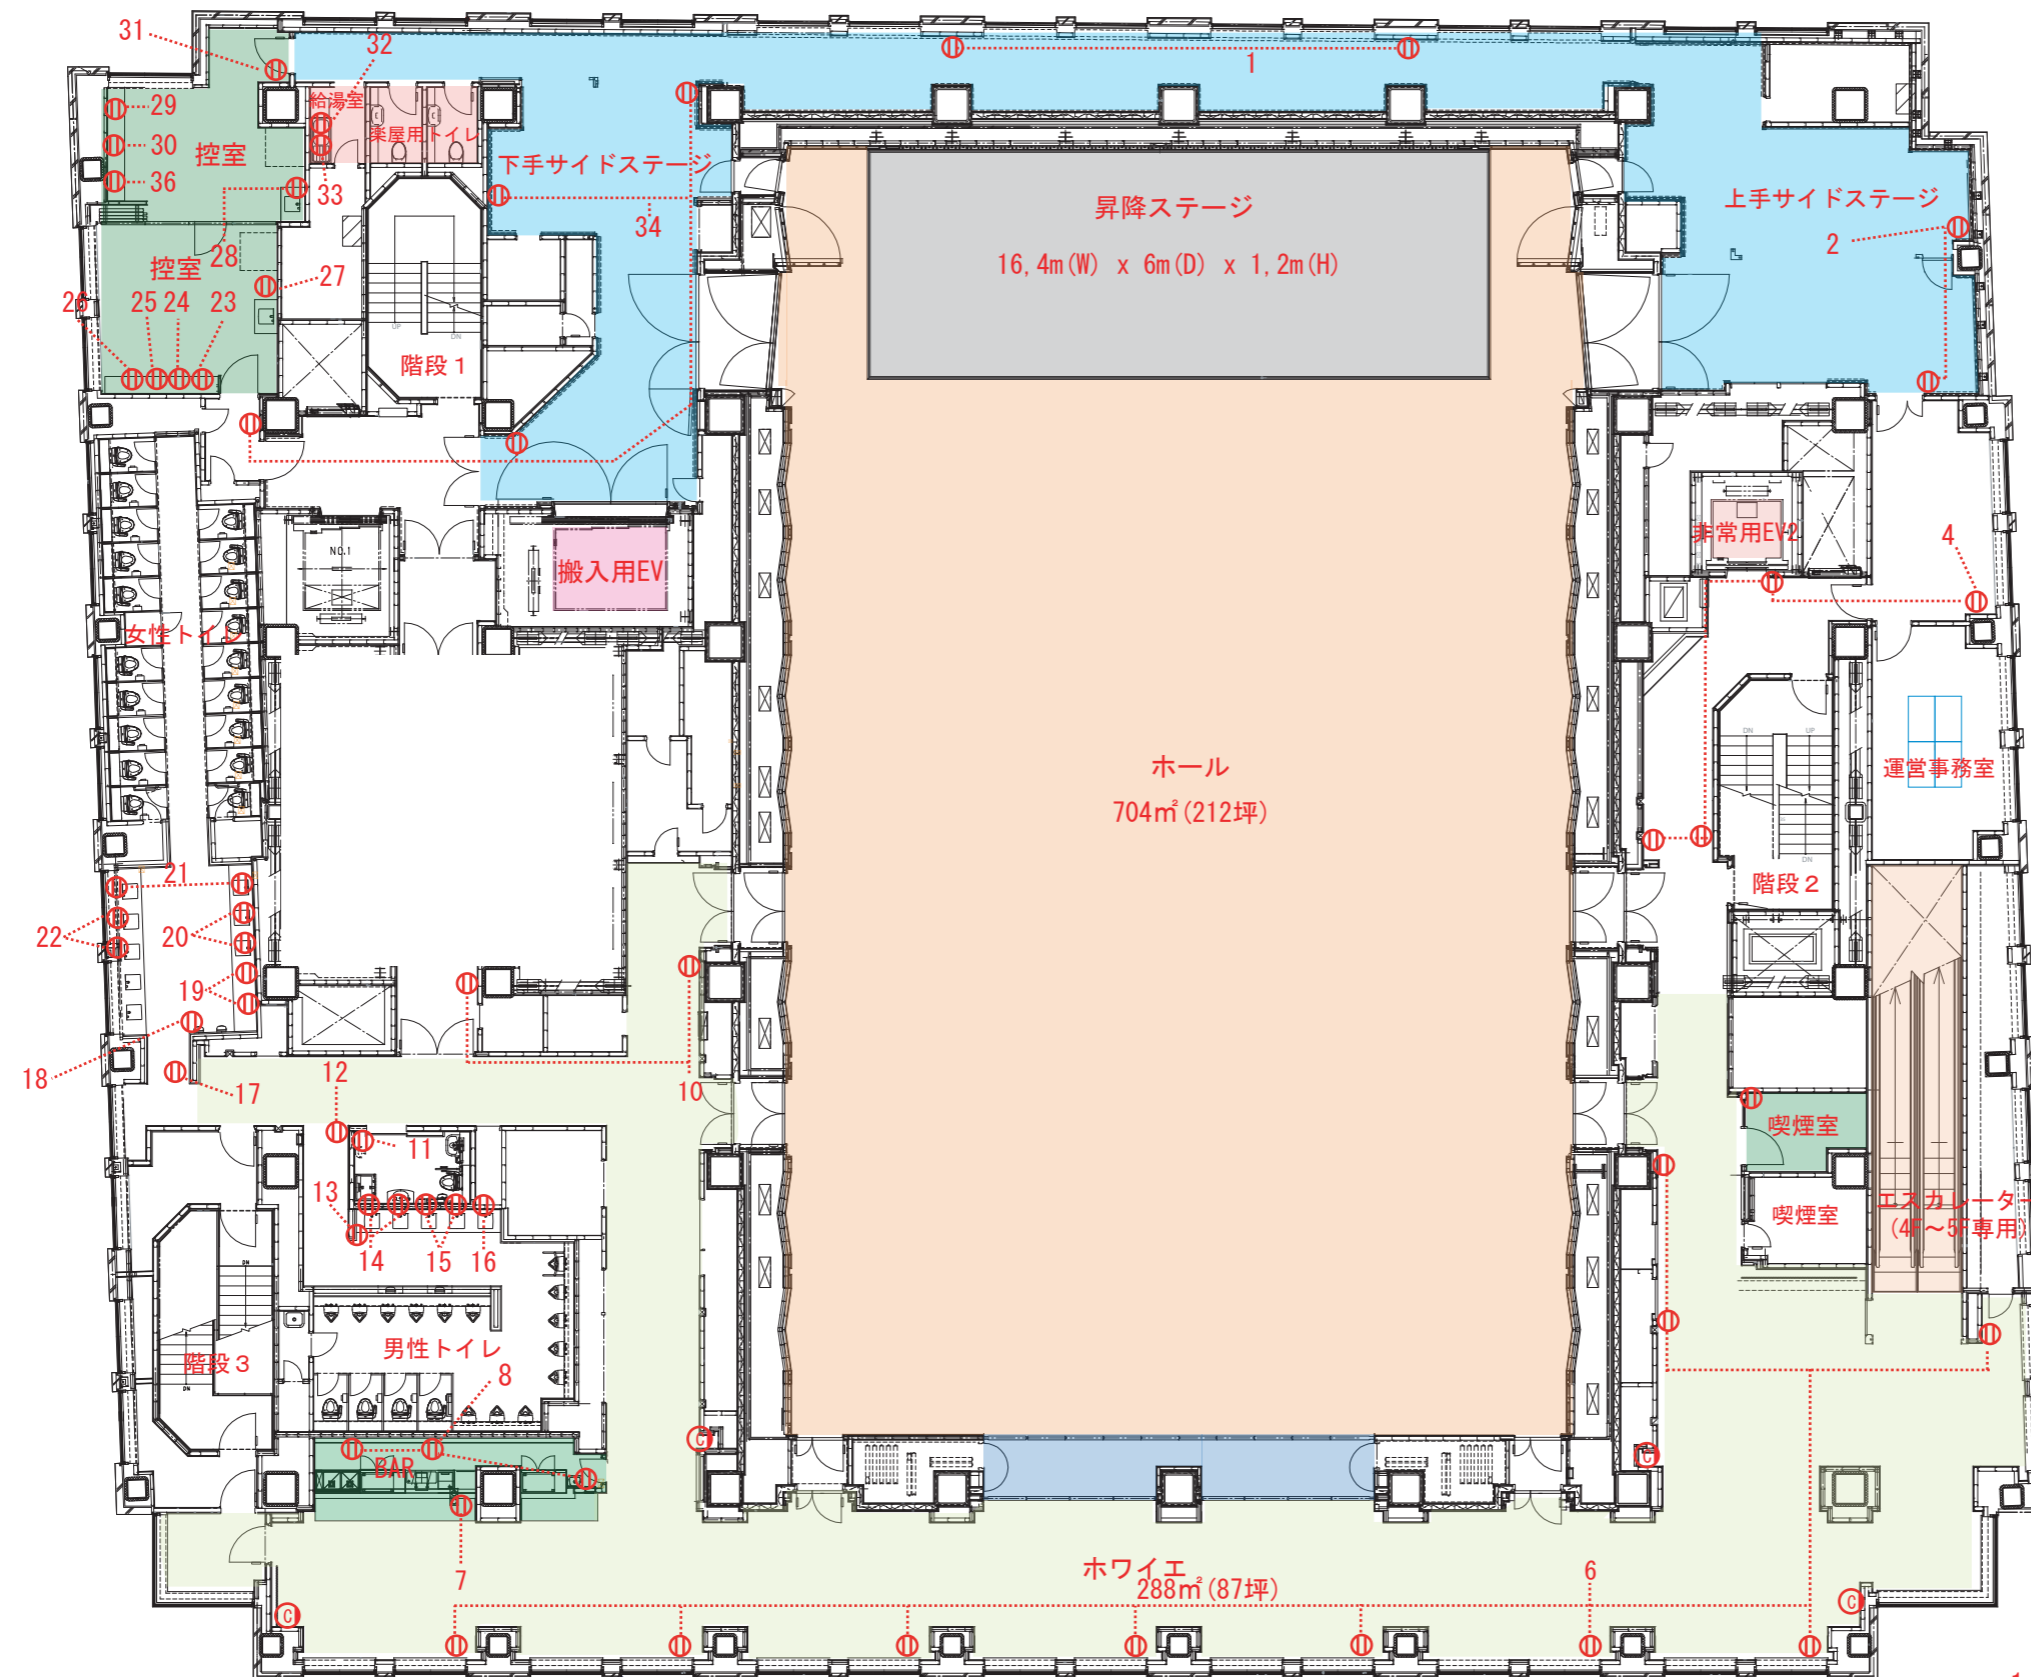 31
32
1
給湯室
29
楽屋用トイレ
30
控室
下手サイドステージ
36
33
昇降ステージ
上手サイドステージ
34
2
28
控室
16,4m(W) x 6m(D) x 1,2m(H)
27
26
25
24
23
UP
DN
階段1
非常用EV2
4
NO.1
搬入用EV
女性トイレ
DN
UP
ホール
運営事務室
704㎡(212坪)
DN
21
階段2
22
20
19
18
17
12
10
11
喫煙室
13
喫煙室
エスカレーター
(4F～5F専用)
14
15
16
DN
男性トイレ
階段3
DN
8
C
C
BAR
ホワイエ
6
7
288㎡(87坪)
C
C